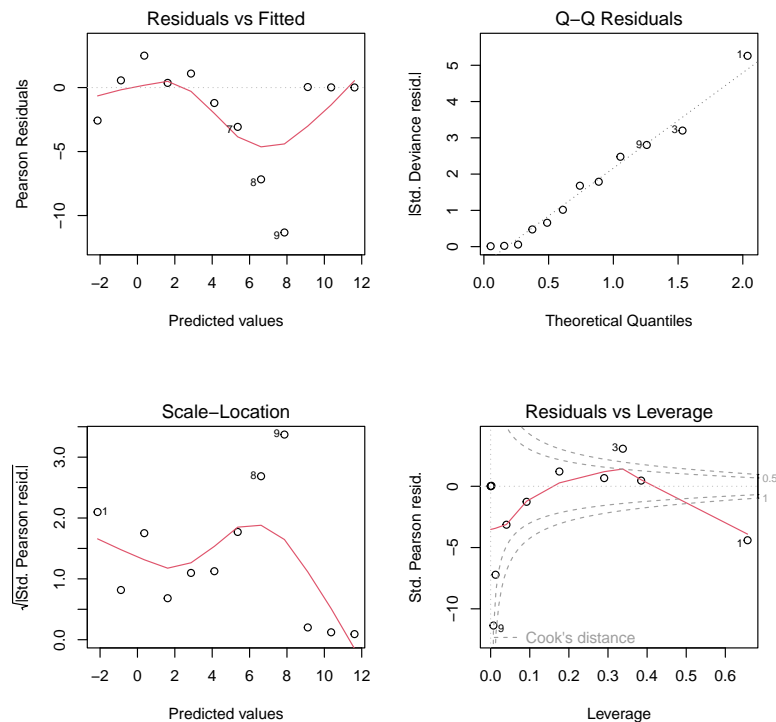 Residuals vs Fitted
Pearson Residuals
0
−5
−10
7
8
9
−2 0 2 4 6 8 10 12
Predicted values
Q−Q Residuals
|Std. Deviance resid.|
5
4
3
2
1
0
1
3
9
0.0 0.5 1.0 1.5 2.0
Theoretical Quantiles
Scale−Location
√|Std. Pearson resid.|
3.0
2.0
1.0
0.0
9
8
1
−2 0 2 4 6 8 10 12
Predicted values
Residuals vs Leverage
Std. Pearson resid.
0
−5
−10
3
0.5
1
1
9
Cook's distance
0.0 0.1 0.2 0.3 0.4 0.5 0.6
Leverage